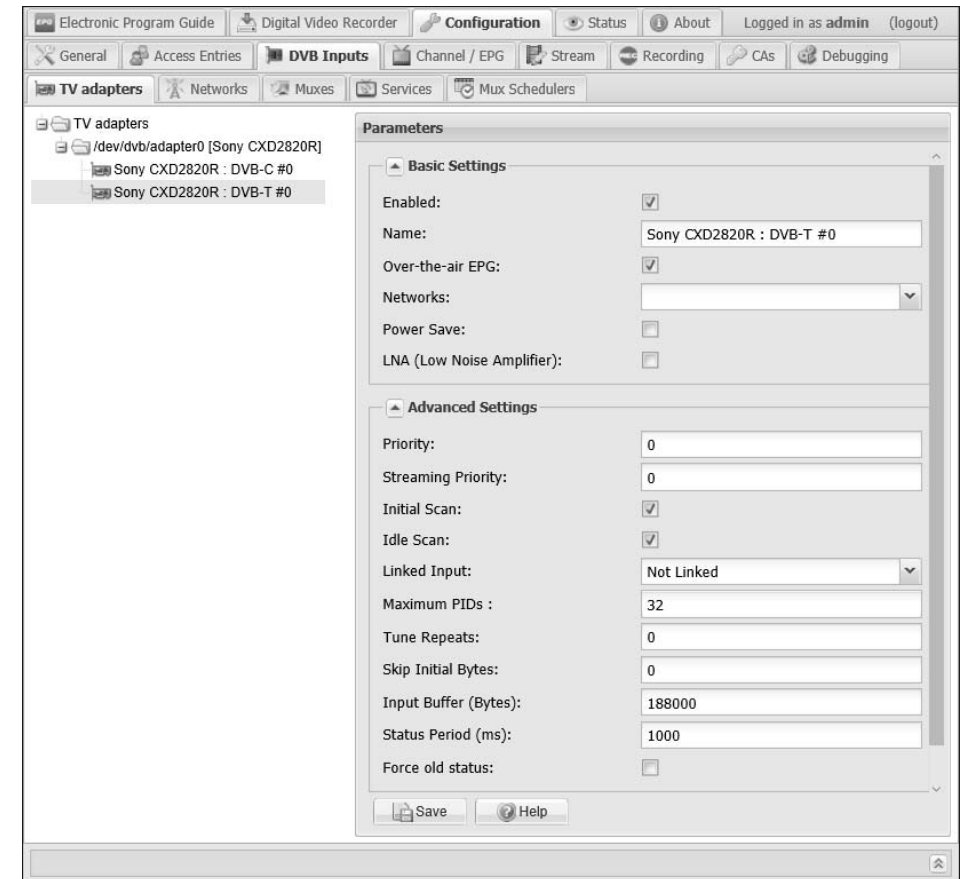 Electronic Program Guide Digital Video Recorder Configuration Status About Logged in as admin (logout)
General Access Entries DVB Inputs Channel / EPG Stream Recording CAs Debugging
TV adapters Networks Muxes Services Mux Schedulers
TV adapters
/dev/dvb/adapter0 [Sony CXD2820R]
Sony CXD2820R : DVB-C #0
Sony CXD2820R : DVB-T #0
Parameters
Basic Settings
Enabled:
Name: Sony CXD2820R : DVB-T #0
Over-the-air EPG:
Networks:
Power Save:
LNA (Low Noise Amplifier):
Advanced Settings
Priority: 0
Streaming Priority: 0
Initial Scan:
Idle Scan:
Linked Input: Not Linked
Maximum PIDs : 32
Tune Repeats: 0
Skip Initial Bytes: 0
Input Buffer (Bytes): 188000
Status Period (ms): 1000
Force old status:
Save Help